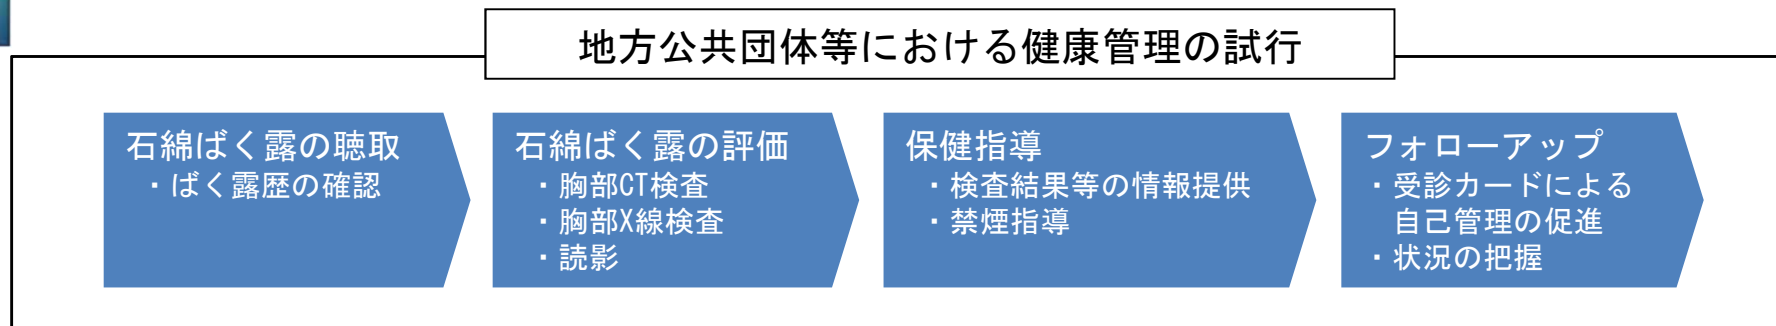 地方公共団体等における健康管理の試行
石綿ばく露の聴取
・ばく露歴の確認
石綿ばく露の評価
・胸部CT検査
・胸部X線検査
・読影
保健指導
・検査結果等の情報提供
・禁煙指導
フォローアップ
・受診カードによる
自己管理の促進
・状況の把握